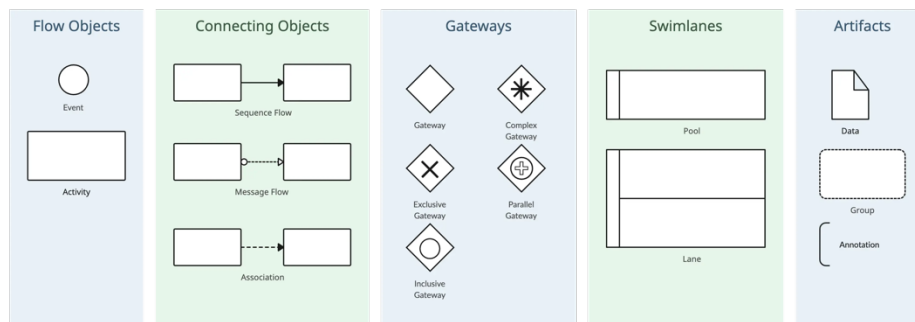 Flow Objects
Event
Activity
Connecting Objects
Sequence Flow
Message Flow
Association
Gateways
Gateway
Complex
Gateway
Exclusive
Gateway
Parallel
Gateway
Inclusive
Gateway
Swimlanes
Pool
Lane
Artifacts
Data
Group
Annotation